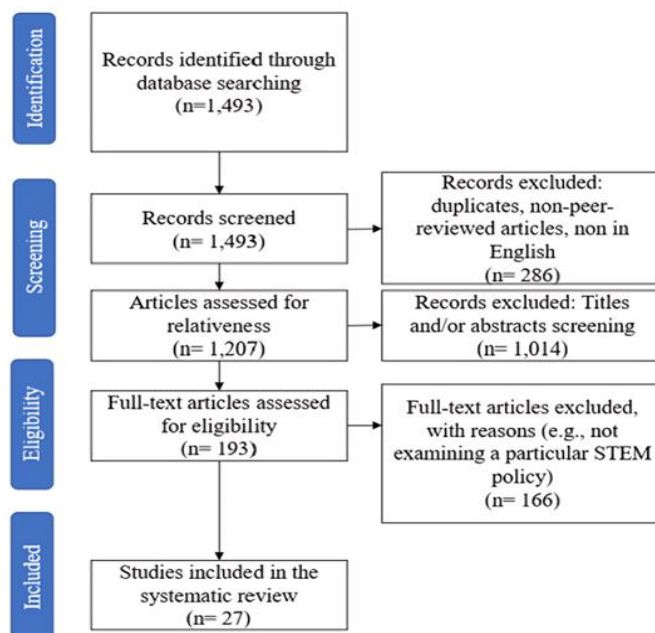 Identification
Records identified through
database searching
(n=1,493)
Screening
Records screened
(n= 1,493)
Records excluded:
duplicates, non-peer-
reviewed articles, non in
English
(n= 286)
Articles assessed for
relativeness
(n= 1,207)
Records excluded: Titles
and/or abstracts screening
(n= 1,014)
Eligibility
Full-text articles assessed
for eligibility
(n= 193)
Full-text articles excluded,
with reasons (e.g., not
examining a particular STEM
policy)
(n= 166)
Included
Studies included in the
systematic review
(n= 27)